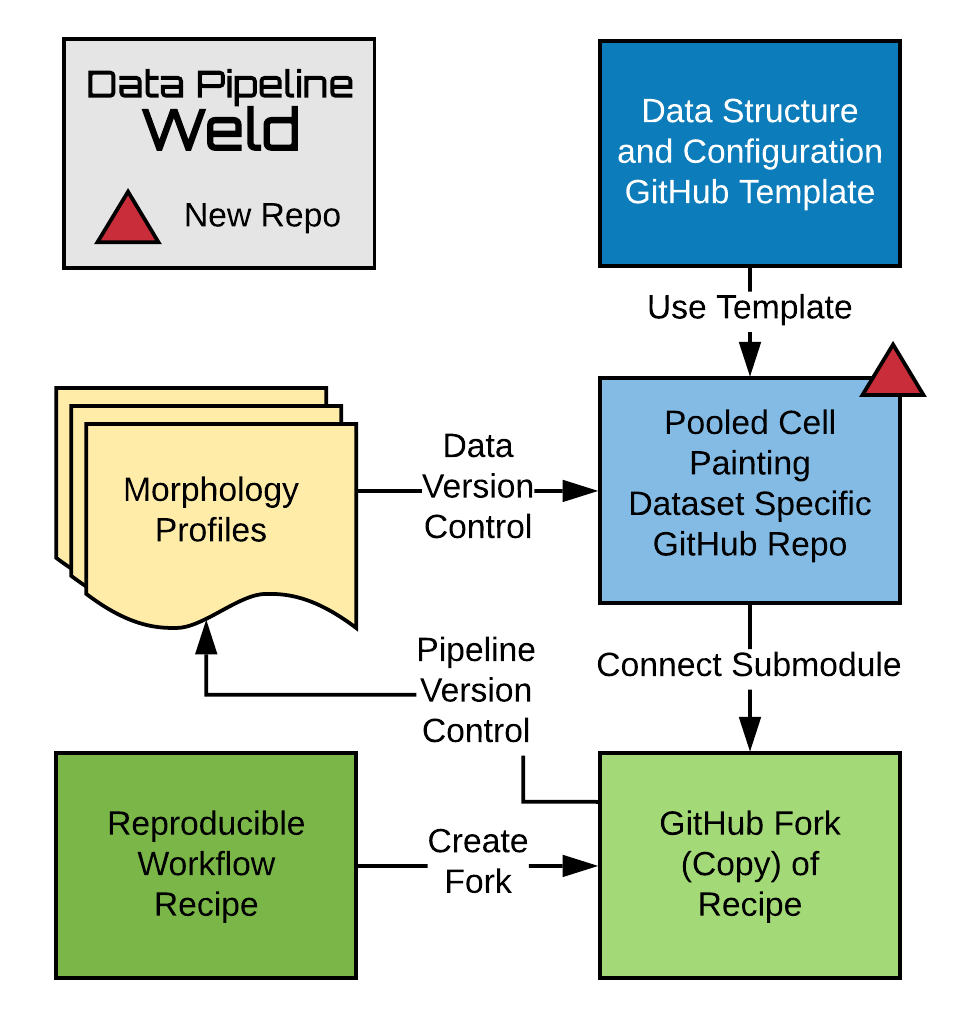 Data Pipeline
Weld
New Repo
Data Structure
and Configuration
GitHub Template
Use Template
Pooled Cell
Painting
Dataset Specific
GitHub Repo
Morphology
Profiles
Data
Version
Control
Connect Submodule
Pipeline
Version
Control
Reproducible
Workflow
Recipe
Create
Fork
GitHub Fork
(Copy) of
Recipe